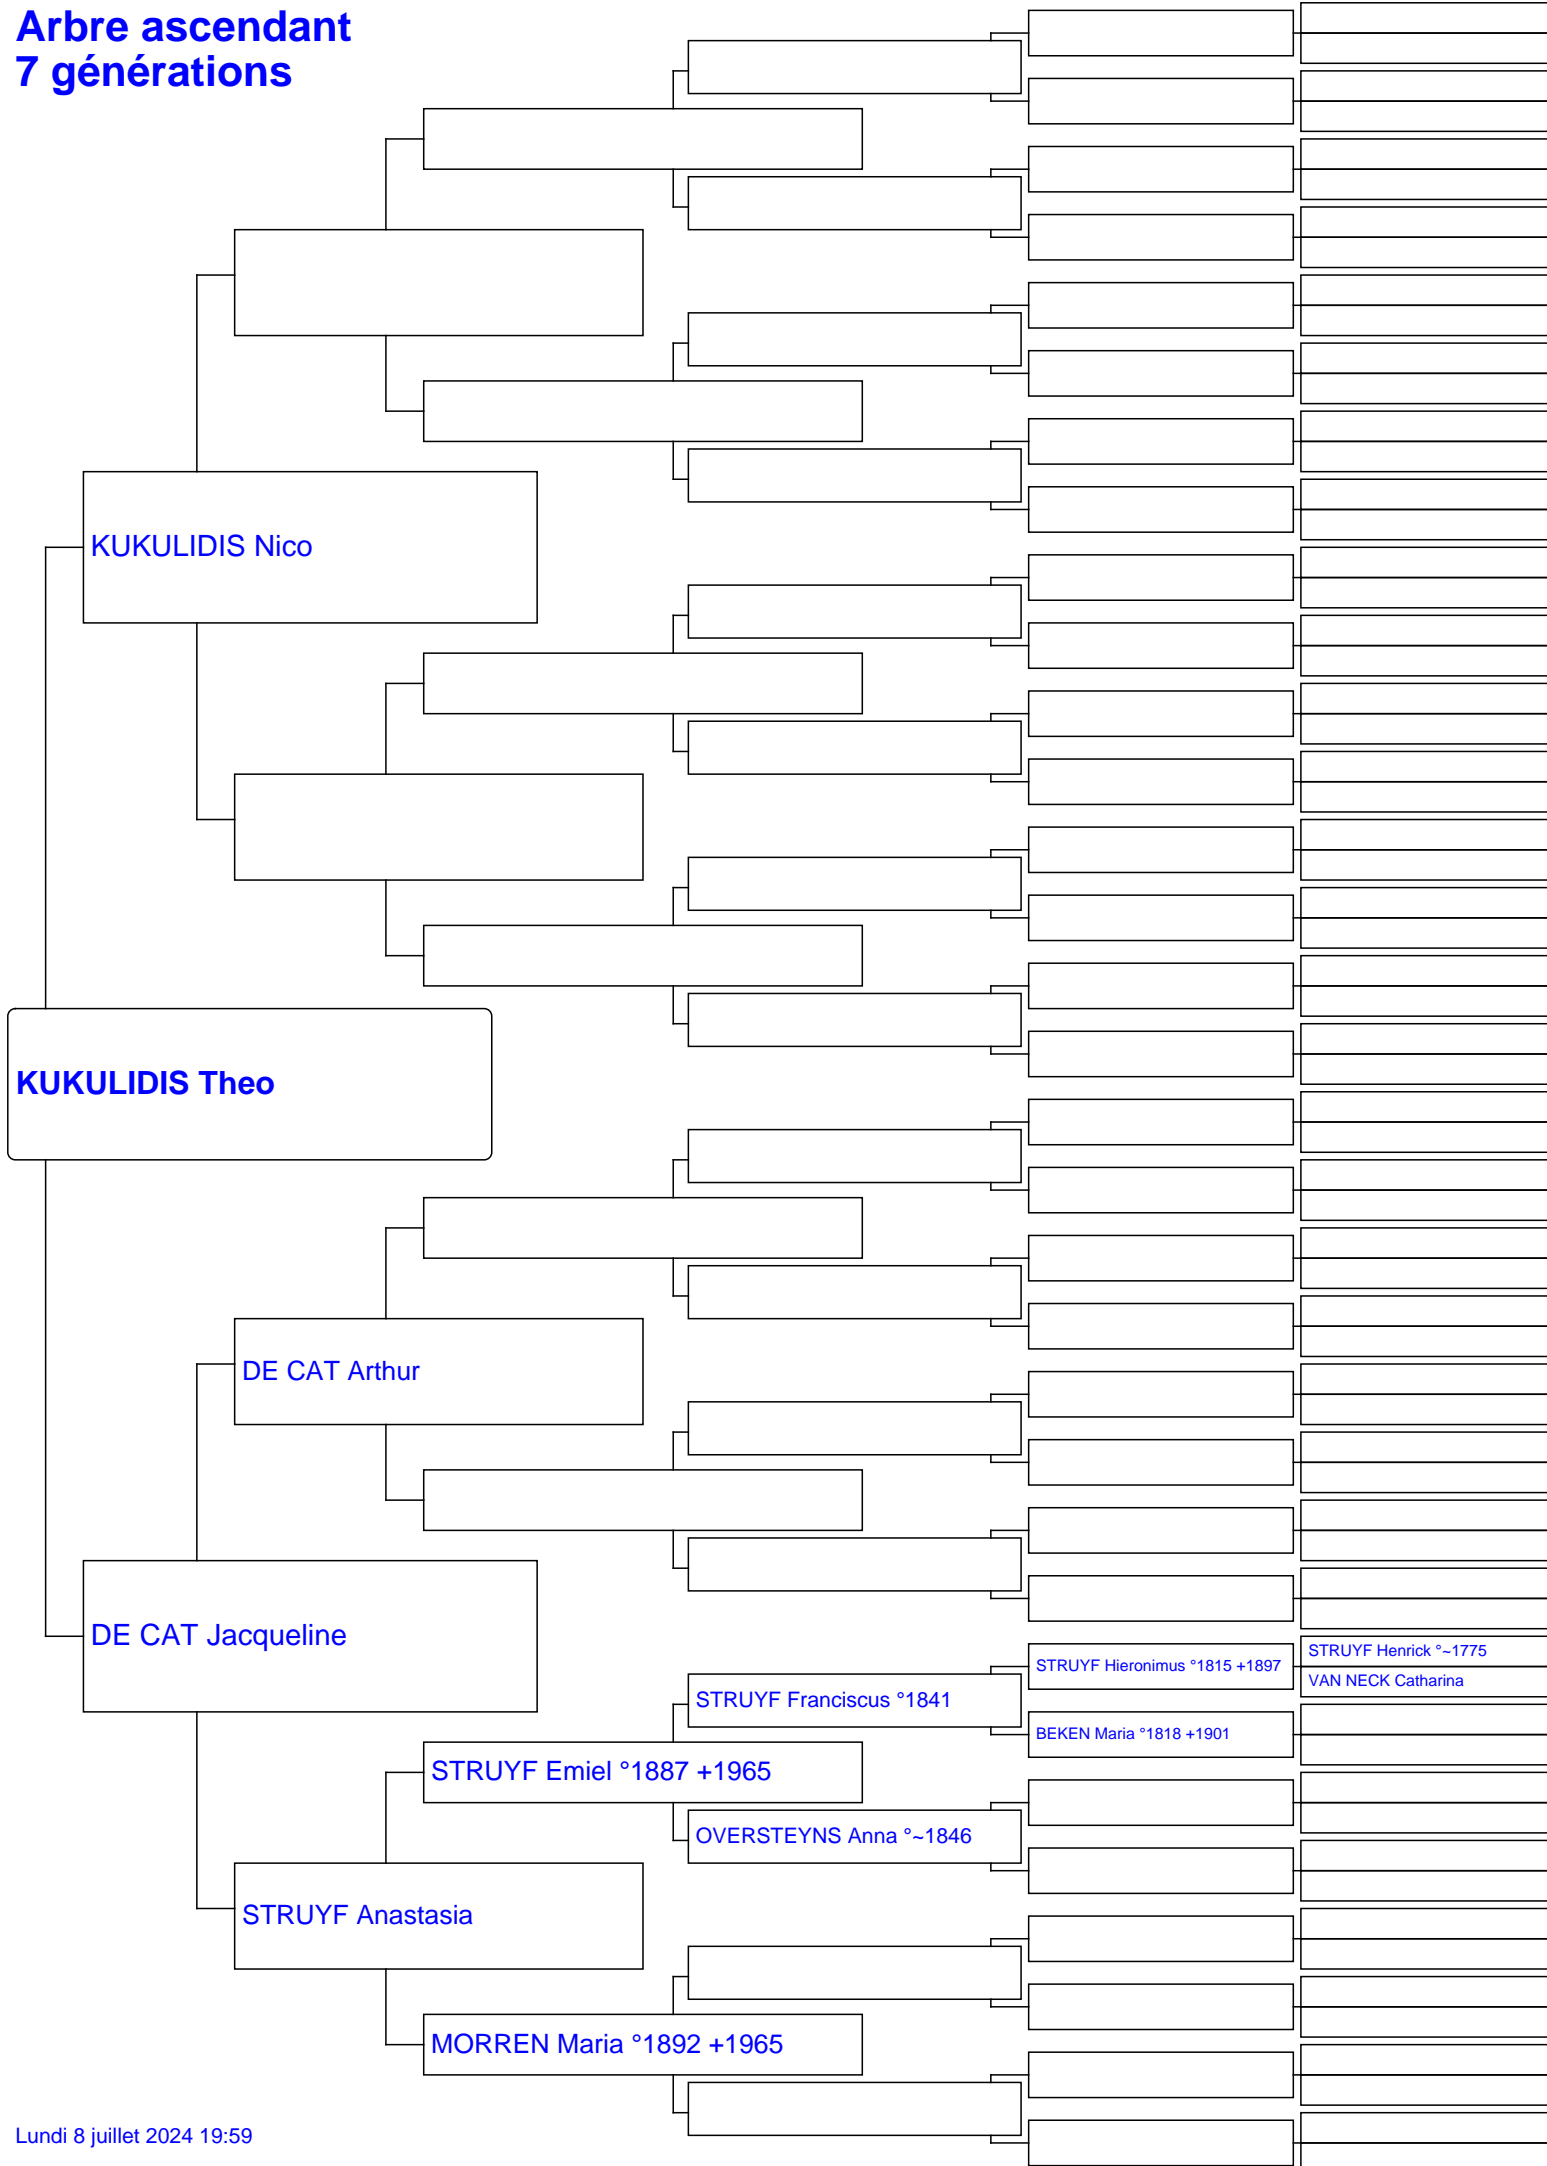 Arbre ascendant
7 générations
KUKULIDIS Nico
KUKULIDIS Theo
DE CAT Arthur
DE CAT Jacqueline
STRUYF Henrick °~1775
STRUYF Hieronimus °1815 +1897
VAN NECK Catharina
STRUYF Franciscus °1841
BEKEN Maria °1818 +1901
STRUYF Emiel °1887 +1965
OVERSTEYNS Anna °~1846
STRUYF Anastasia
MORREN Maria °1892 +1965
Lundi 8 juillet 2024 19:59